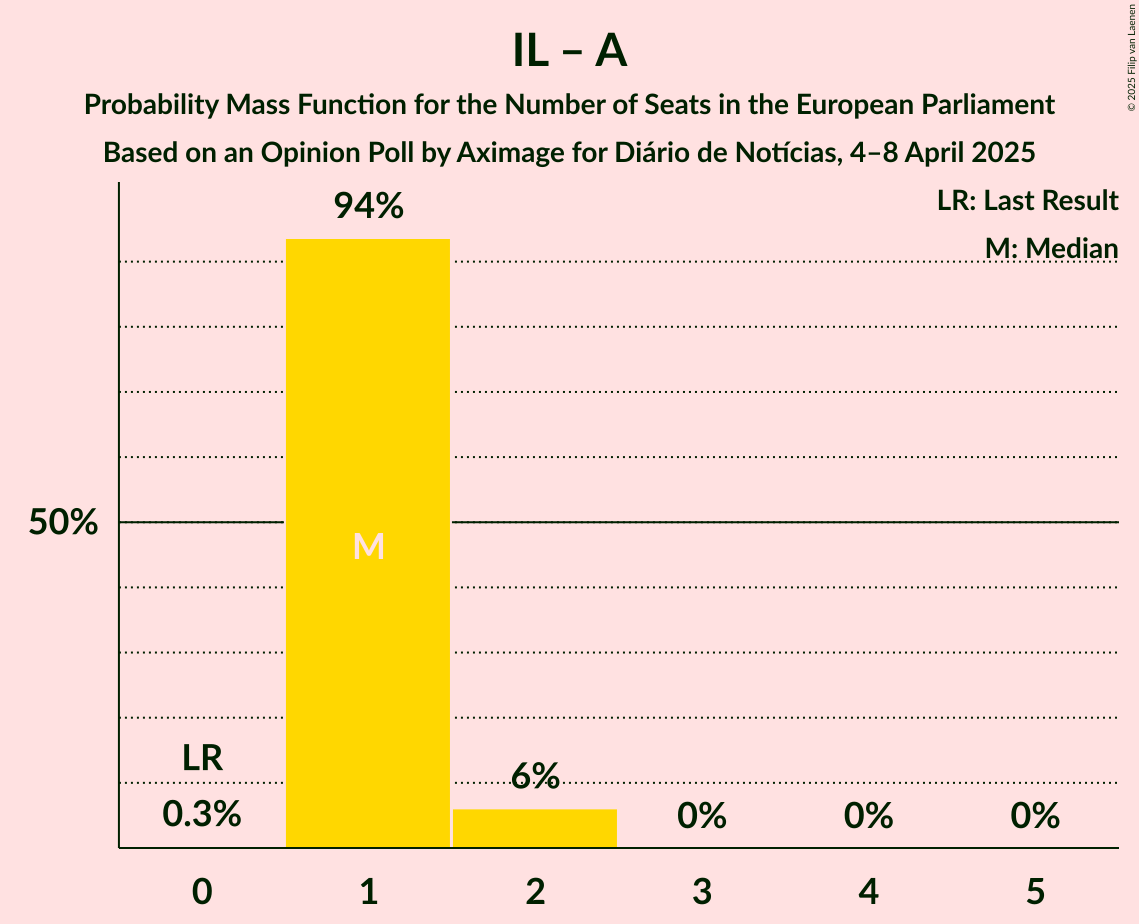 IL – A
Probability Mass Function for the Number of Seats in the European Parliament
Based on an Opinion Poll by Aximage for Diário de Notícias, 4–8 April 2025
© 2025 Filip van Laenen
LR: Last Result
M: Median
94%
50%
M
LR
0.3%
6%
0%
0%
0%
0
1
2
3
4
5